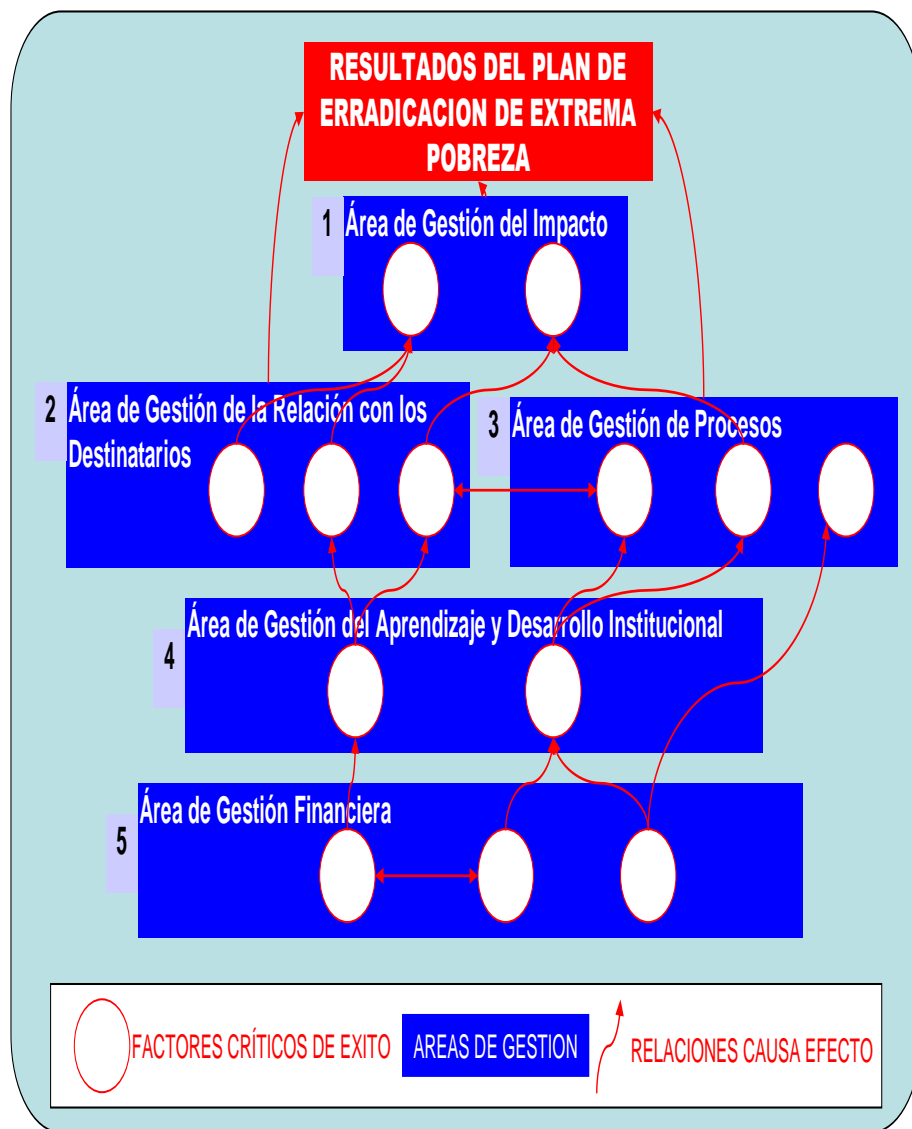 RESULTADOS DEL PLAN DE
ERRADICACION DE EXTREMA
POBREZA
1
Área de Gestión del Impacto
2
Área de Gestión de la Relación con los
Destinatarios
3
Área de Gestión de Procesos
4
Área de Gestión del Aprendizaje y Desarrollo Institucional
5
Área de Gestión Financiera
FACTORES CRÍTICOS DE EXITO
AREAS DE GESTION
RELACIONES CAUSA EFECTO